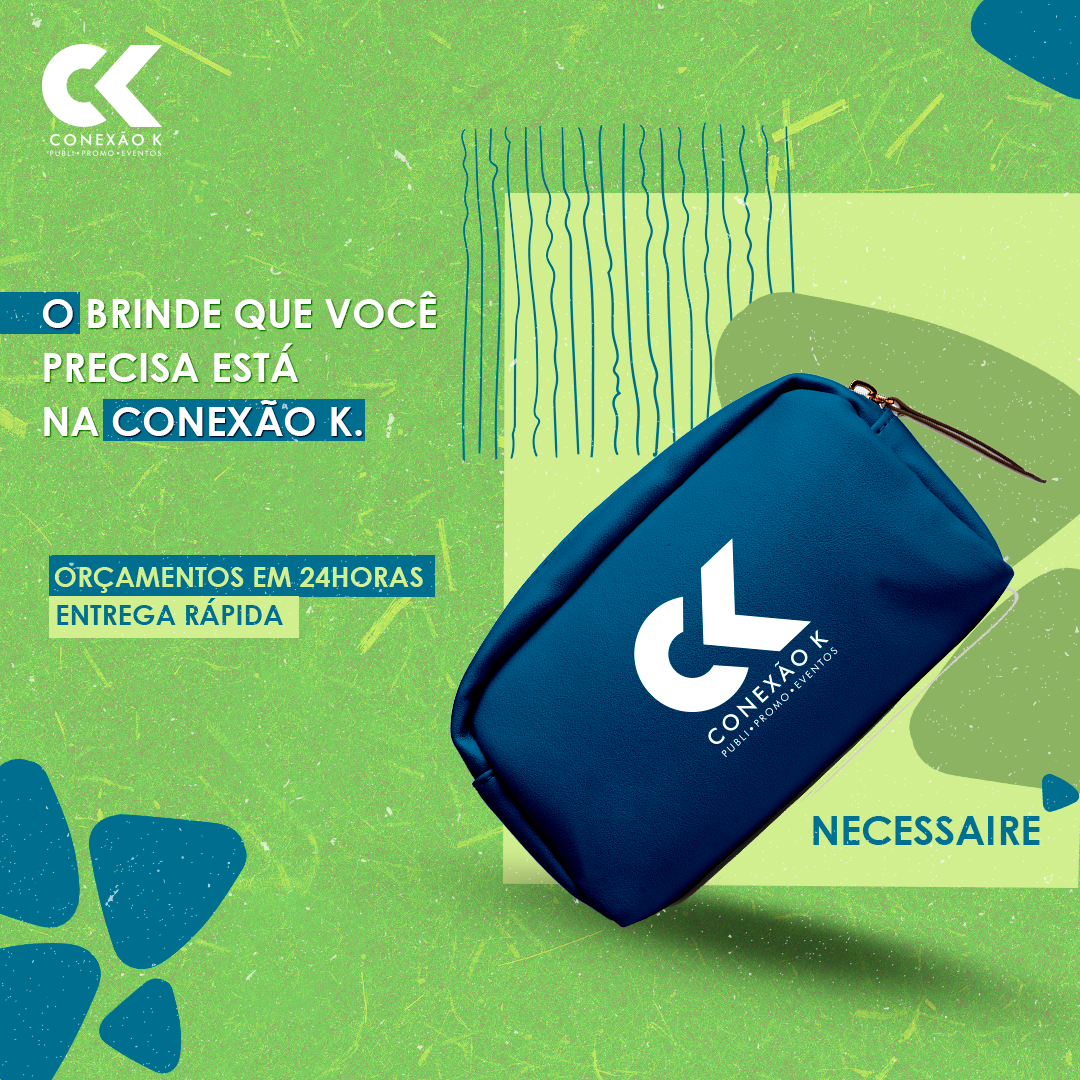 CK
CONEXÃO K
PUBLI•PROMO•EVENTOS
O BRINDE QUE VOCÊ
PRECISA ESTÁ
NA CONEXÃO K.
ORÇAMENTOS EM 24HORAS
ENTREGA RÁPIDA
CK
CONEXÃO K
PUBLI•PROMO•EVENTOS
NECESSAIRE